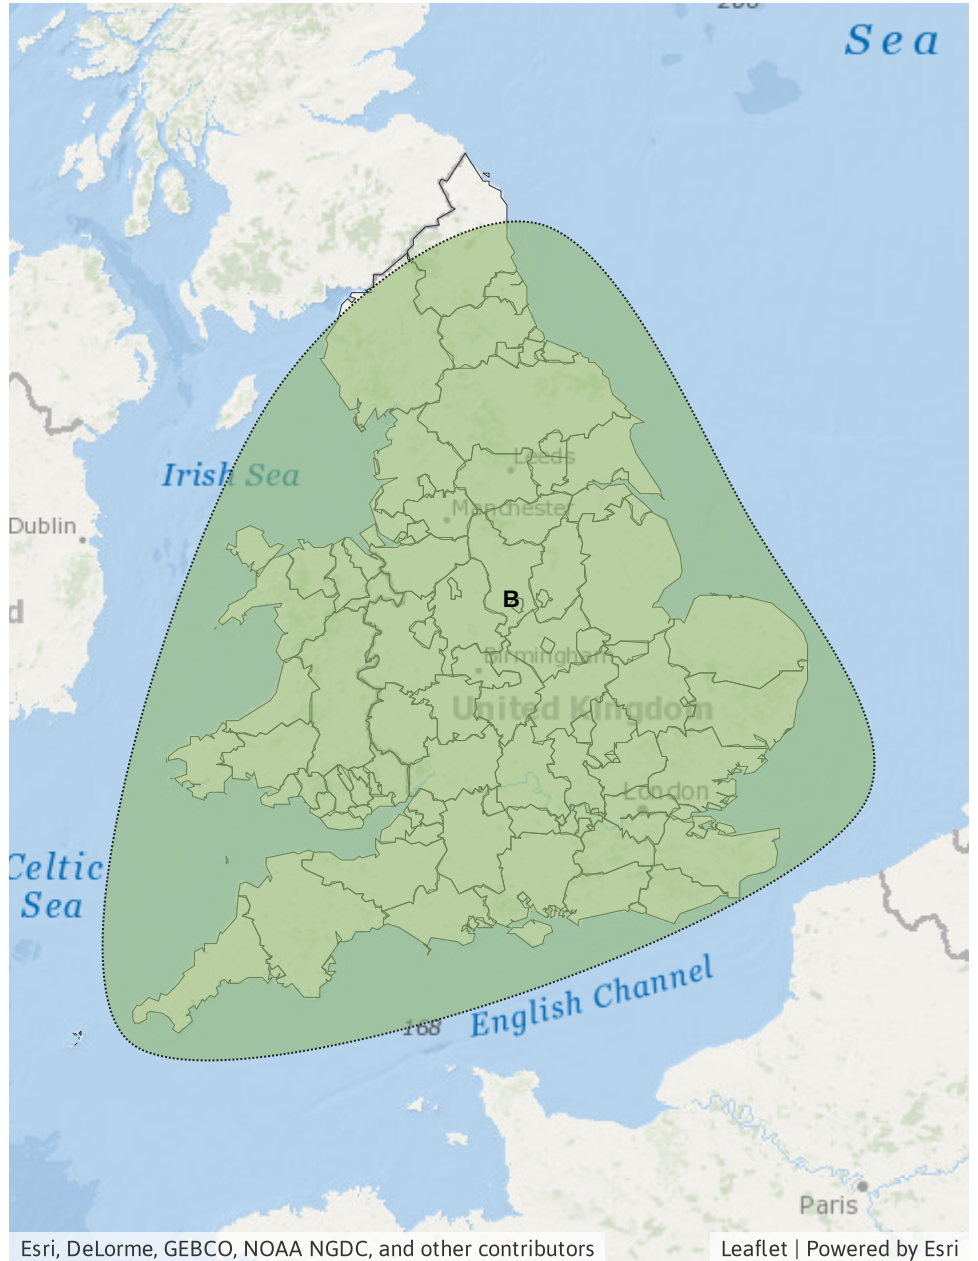 Sea
Irish Sea
Leeds
Manchester
Dublin
d
B
Birmingham
United Kingdom
London
Celtic
Sea
English Channel
168
Paris
Esri, DeLorme, GEBCO, NOAA NGDC, and other contributors
Leaflet | Powered by Esri